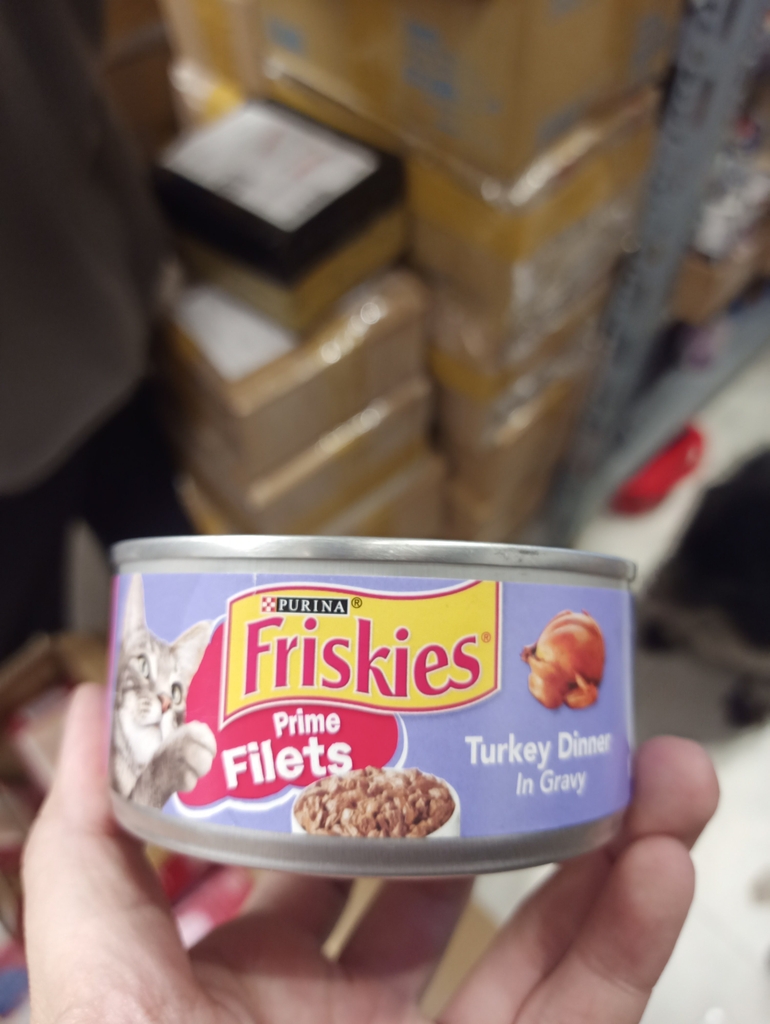 PURINA®
Friskies®
Prime
Filets
Turkey Dinner
In Gravy